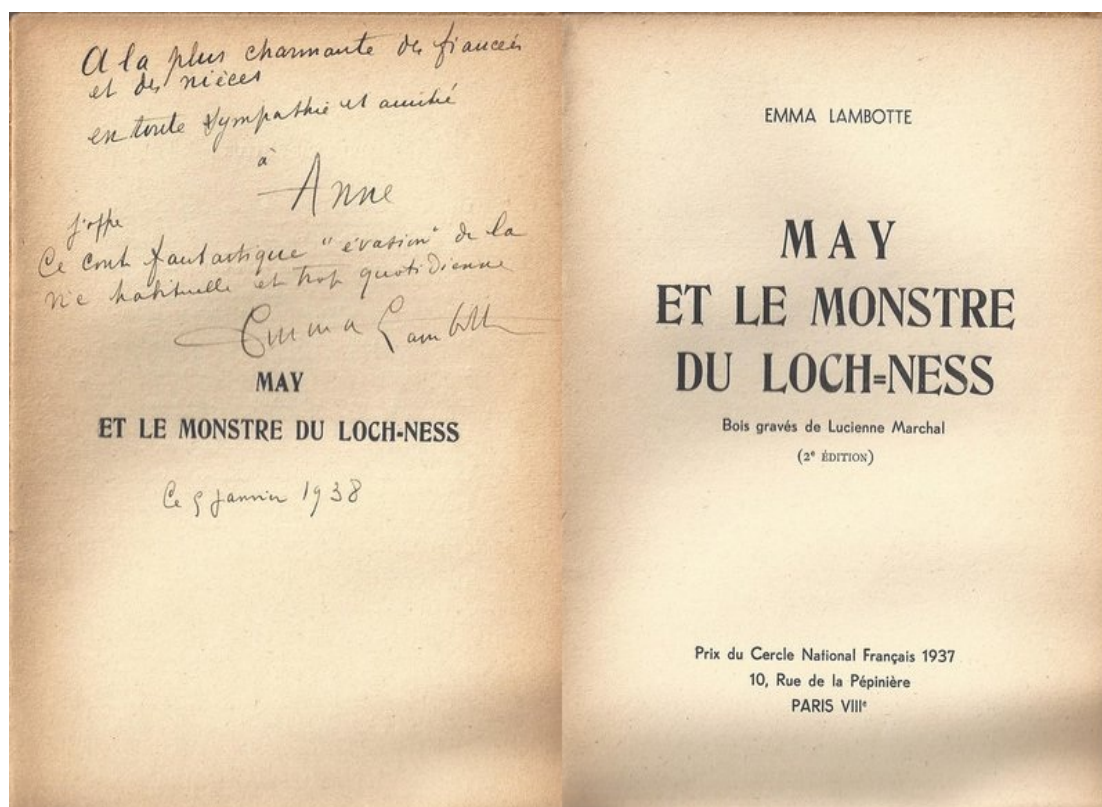 A la plus charmante des fiancées
et des nièces
en toute sympathie et amitié
à
Anne
j'offre
Ce conte fantastique "évasion" de la
vie habituelle et trop quotidienne
Emma Lambotte
MAY
ET LE MONSTRE DU LOCH-NESS
Ce 5 Janvier 1938
EMMA LAMBOTTE
MAY
ET LE MONSTRE
DU LOCH=NESS
Bois gravés de Lucienne Marchal
(2e ÉDITION)
Prix du Cercle National Français 1937
10, Rue de la Pépinière
PARIS VIIIe